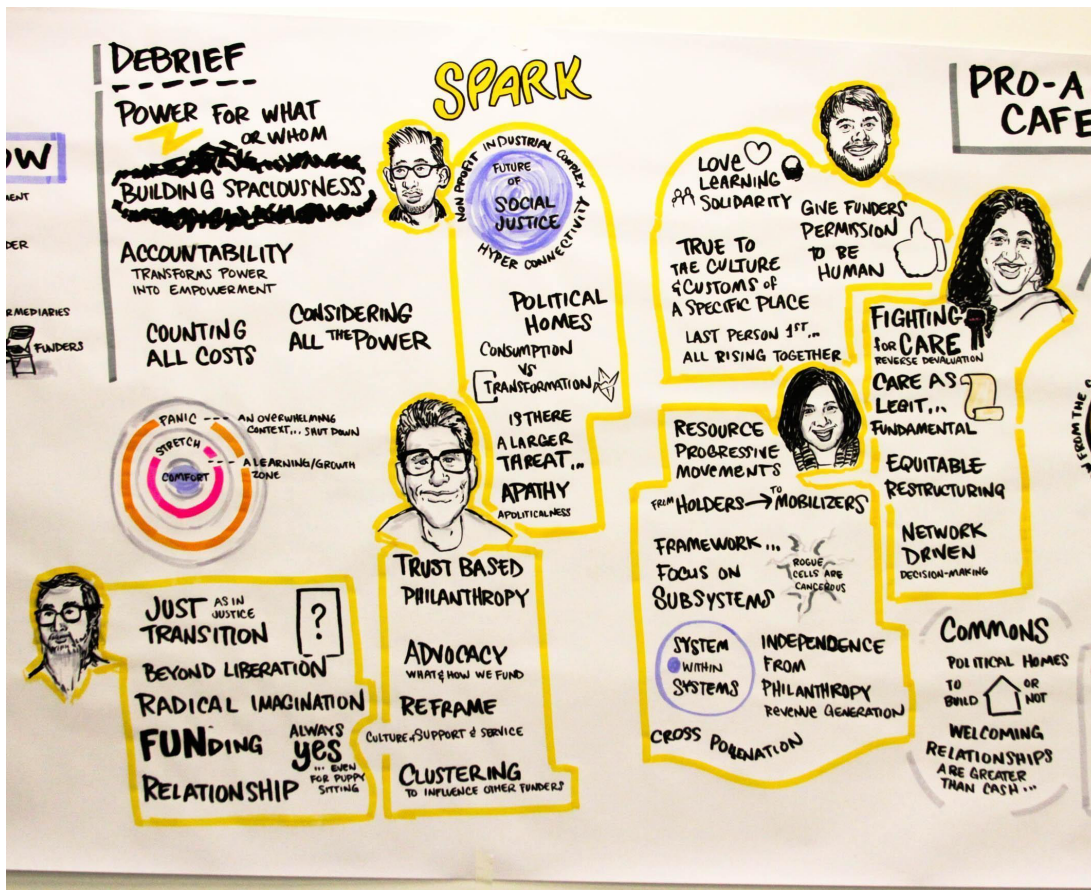 OW
ENT
DER
RMEDIARIES
FUNDERS
DEBRIEF
POWER FOR WHAT
OR WHOM
BUILDING SPACIOUSNESS
ACCOUNTABILITY
TRANSFORMS POWER
INTO EMPOWERMENT
COUNTING
ALL COSTS
CONSIDERING
ALL THE POWER
PANIC
AN OVERWHELMING
CONTEXT... SHUT DOWN
STRETCH
A LEARNING/GROWTH
ZONE
COMFORT
SPARK
NON PROFIT INDUSTRIAL COMPLEX
HYPER CONNECTIVITY
FUTURE
OF
SOCIAL
JUSTICE
POLITICAL
HOMES
CONSUMPTION
VS
TRANSFORMATION
IS THERE
A LARGER
THREAT...
APATHY
APOLITICALNESS
JUST AS IN JUSTICE
TRANSITION
?
BEYOND LIBERATION
RADICAL IMAGINATION
FUNDING
ALWAYS
yes
... EVEN
FOR PUPPY
SITTING
RELATIONSHIP
TRUST BASED
PHILANTHROPY
ADVOCACY
WHAT & HOW WE FUND
REFRAME
CULTURE of SUPPORT & SERVICE
CLUSTERING
TO INFLUENCE OTHER FUNDERS
LOVE
LEARNING
SOLIDARITY
GIVE FUNDERS
PERMISSION
TO BE
HUMAN
TRUE TO
THE CULTURE
& CUSTOMS of
A SPECIFIC PLACE
LAST PERSON 1ST...
ALL RISING TOGETHER
RESOURCE
PROGRESSIVE
MOVEMENTS
FROM HOLDERS → TO MOBILIZERS
FRAMEWORK...
FOCUS ON
SUBSYSTEMS
ROGUE
CELLS ARE
CANCEROUS
SYSTEM
WITHIN
SYSTEMS
INDEPENDENCE
FROM
PHILANTHROPY
REVENUE GENERATION
CROSS POLLENATION
PRO-A
CAFE
FIGHTING
for CARE
REVERSE DEVALUATION
CARE AS
LEGIT...
FUNDAMENTAL
EQUITABLE
RESTRUCTURING
NETWORK
DRIVEN
DECISION-MAKING
COMMONS
POLITICAL HOMES
TO
BUILD
OR
NOT
WELCOMING
RELATIONSHIPS
ARE GREATER
THAN CASH...
FROM THE